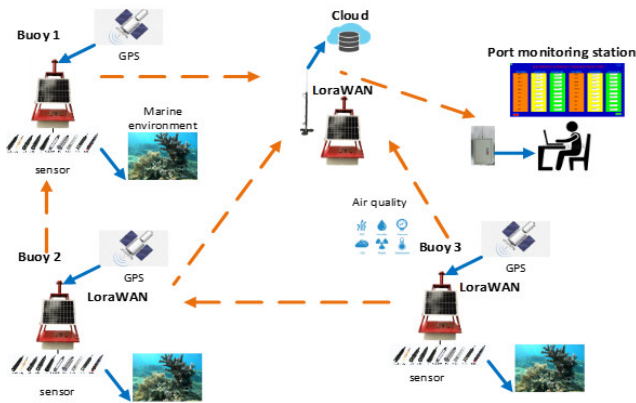 Cloud
Buoy 1
GPS
Port monitoring station
LoraWAN
Marine
environment
sensor
Air quality
Buoy 2
GPS
LoraWAN
sensor
Buoy 3
GPS
LoraWAN
sensor